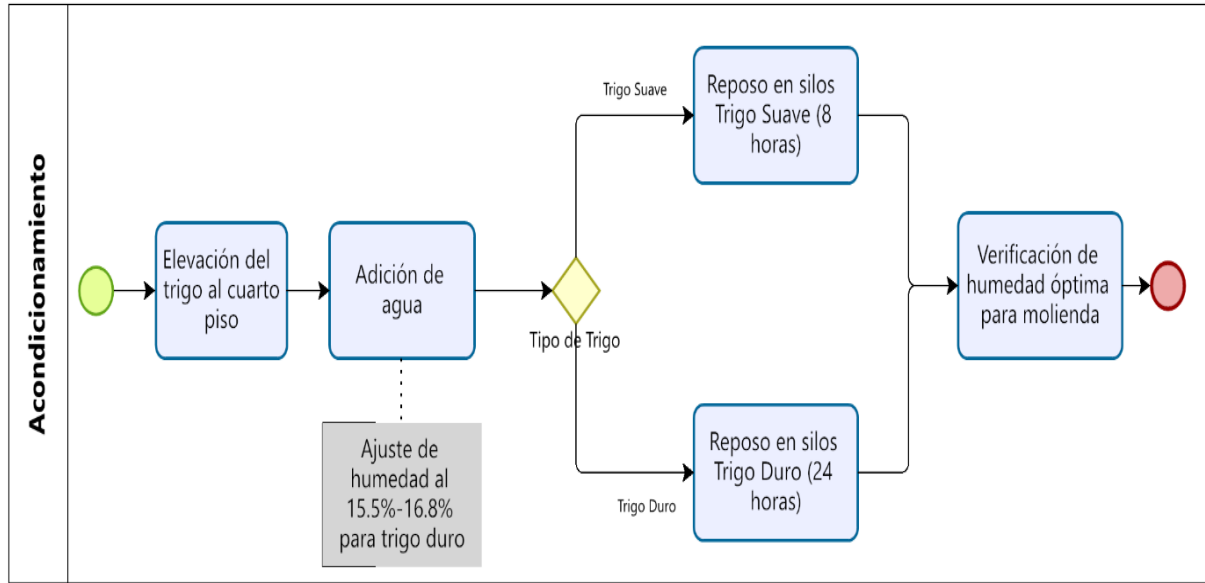 Acondicionamiento
Elevación del
trigo al cuarto
piso
Adición de
agua
Ajuste de
humedad al
15.5%-16.8%
para trigo duro
Tipo de Trigo
Trigo Suave
Reposo en silos
Trigo Suave (8
horas)
Trigo Duro
Reposo en silos
Trigo Duro (24
horas)
Verificación de
humedad óptima
para molienda